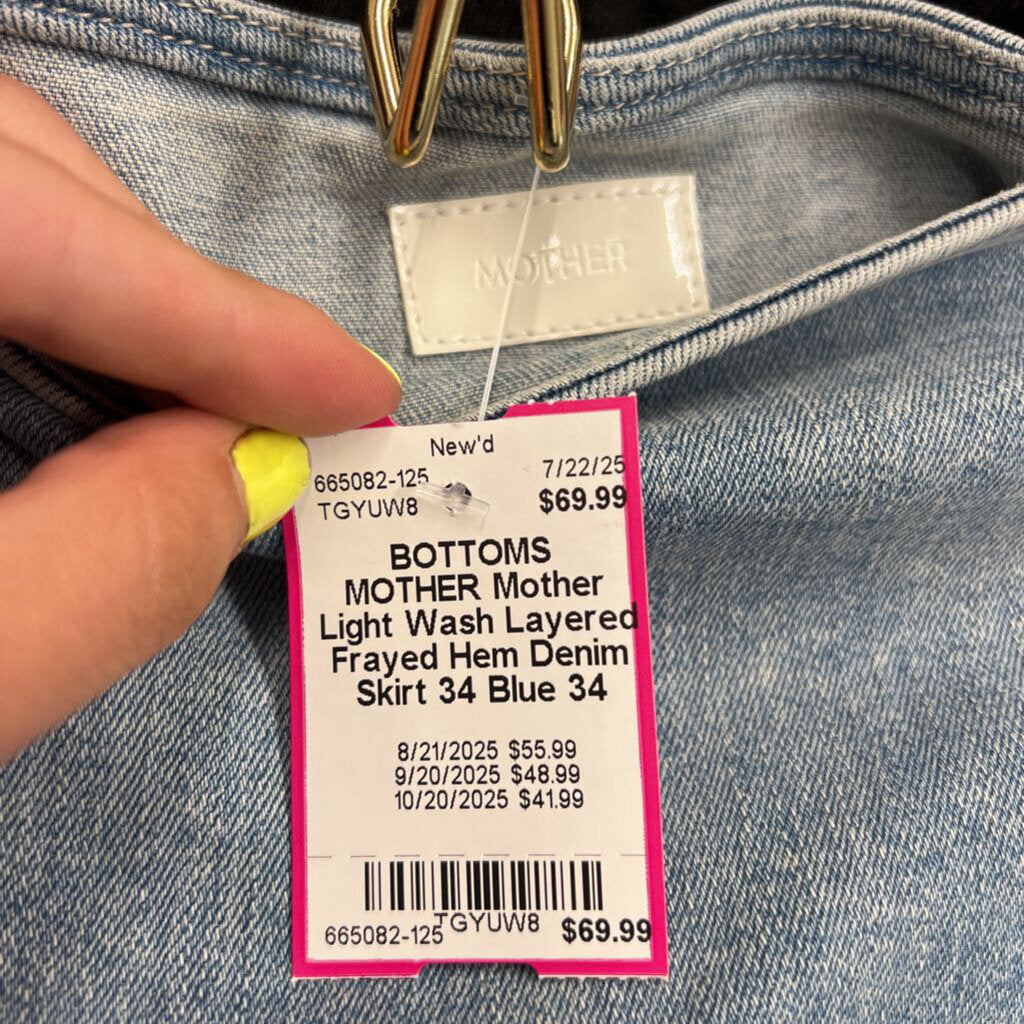 MOTHER
New'd
665082-125 7/22/25
TGYUW8 $69.99
BOTTOMS
MOTHER Mother
Light Wash Layered
Frayed Hem Denim
Skirt 34 Blue 34
8/21/2025 $55.99
9/20/2025 $48.99
10/20/2025 $41.99
665082-125 TGYUW8 $69.99